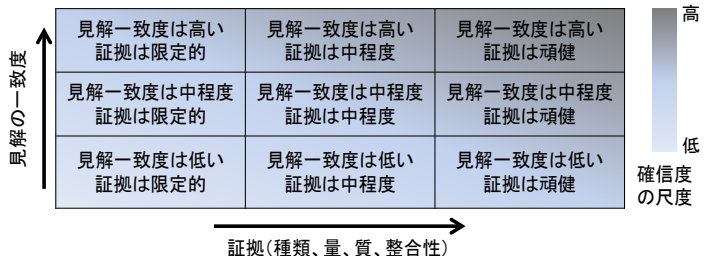 見解の一致度
見解一致度は高い
証拠は限定的
見解一致度は高い
証拠は中程度
見解一致度は高い
証拠は頑健
見解一致度は中程度
証拠は限定的
見解一致度は中程度
証拠は中程度
見解一致度は中程度
証拠は頑健
見解一致度は低い
証拠は限定的
見解一致度は低い
証拠は中程度
見解一致度は低い
証拠は頑健
証拠(種類、量、質、整合性)
高
低
確信度
の尺度